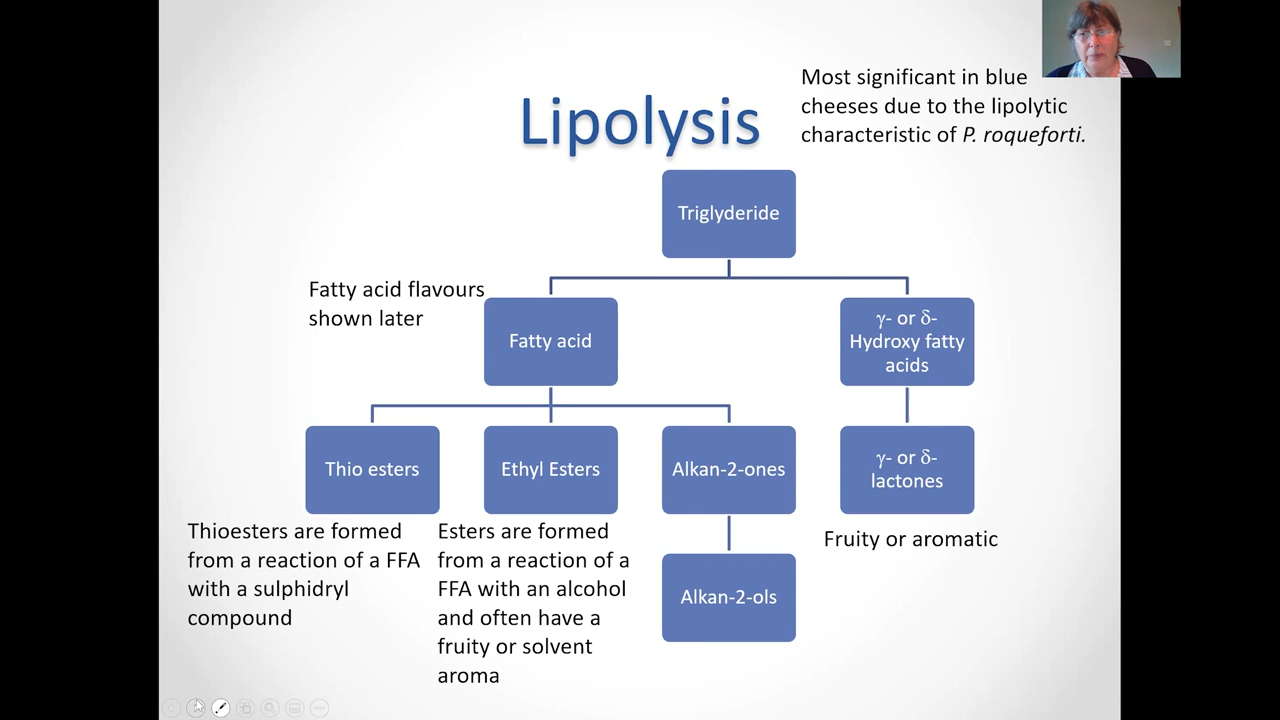 Lipolysis
Most significant in blue
cheeses due to the lipolytic
characteristic of P. roqueforti.
Triglyderide
Fatty acid flavours
shown later
Fatty acid
γ- or δ-
Hydroxy fatty
acids
Thio esters
Ethyl Esters
Alkan-2-ones
γ- or δ-
lactones
Thioesters are formed
from a reaction of a FFA
with a sulphidryl
compound
Esters are formed
from a reaction of a
FFA with an alcohol
and often have a
fruity or solvent
aroma
Alkan-2-ols
Fruity or aromatic